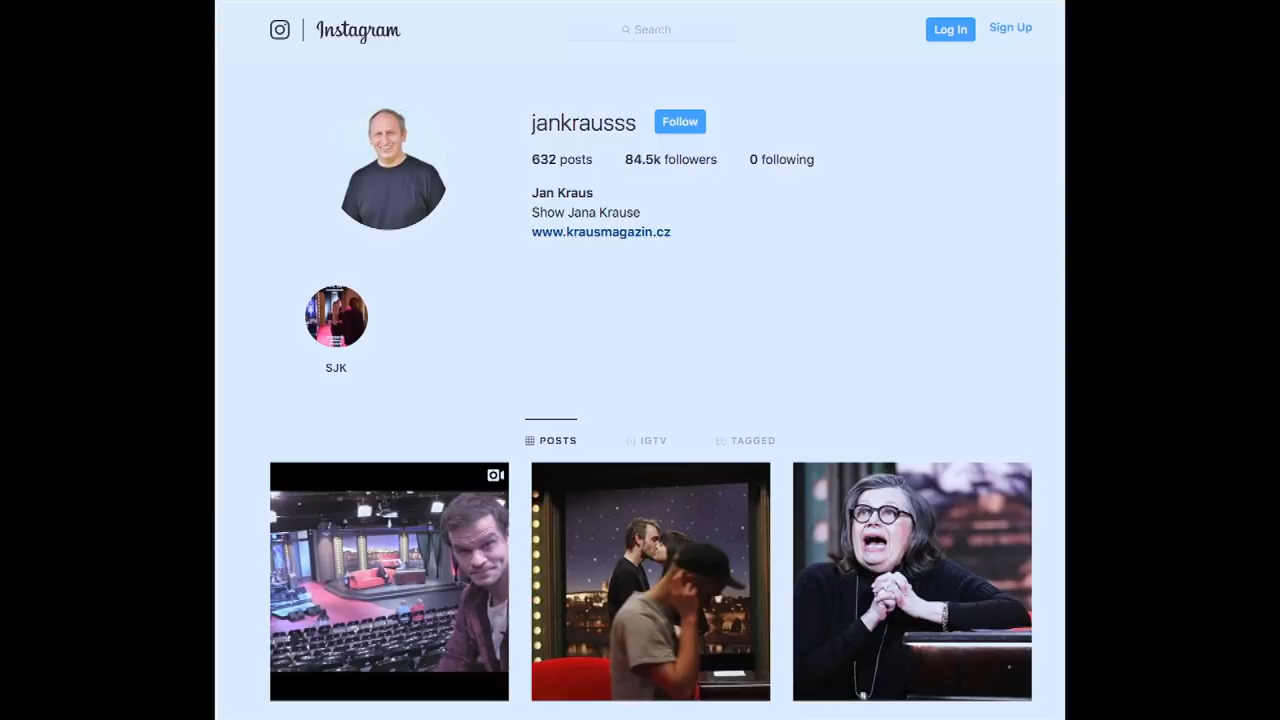 Instagram
Search
Log In
Sign Up
jankrausss
Follow
632 posts
84.5k followers
0 following
Jan Kraus
Show Jana Krause
www.krausmagazin.cz
SJK
POSTS
IGTV
TAGGED